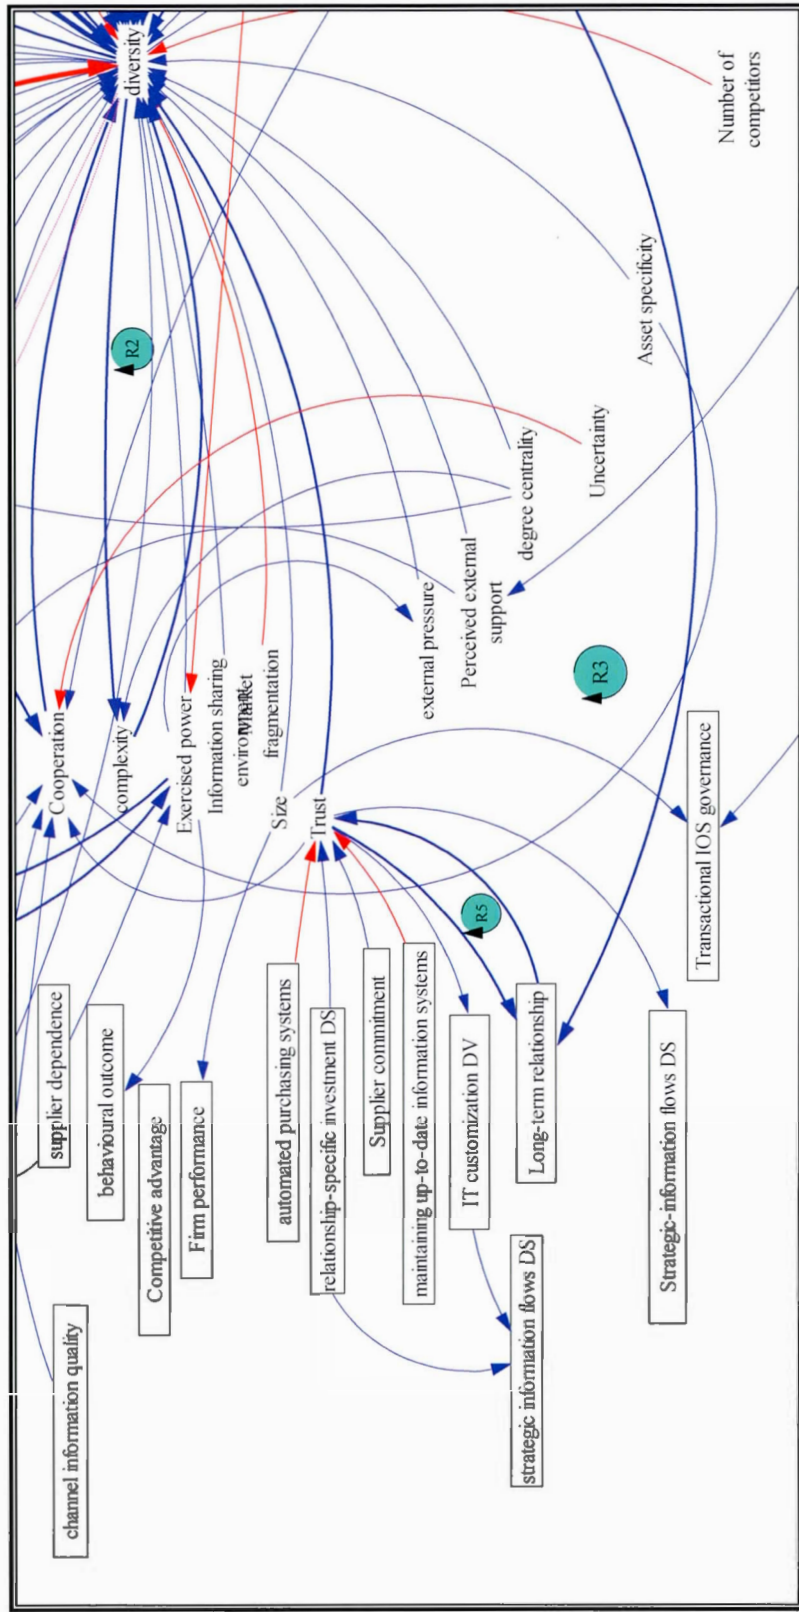 diversity
Number of
competitors
R2
Asset specificity
Uncertainty
degree centrality
Perceived external
support
external pressure
R3
Cooperation
complexity
Exercised power
Information sharing
environment
Market
fragmentation
Size
Trust
Transactional IOS governance
R5
supplier dependence
behavioural outcome
Competitive advantage
Firm performance
automated purchasing systems
relationship-specific investment DS
Supplier commitment
maintaining up-to-date information systems
IT customization DV
Long-term relationship
Strategic-information flows DS
strategic information flows DS
channel information quality